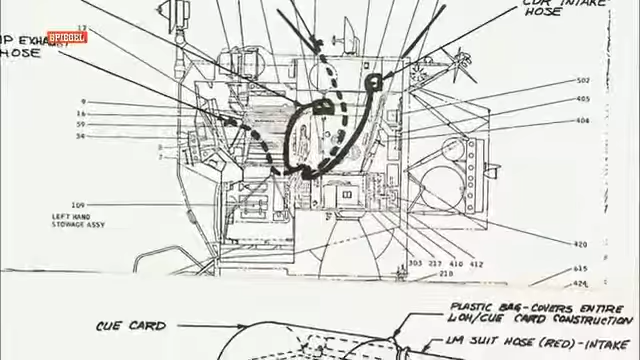 CDR INTAKE
HOSE
SPIEGEL
17
EXHAUST
HOSE
502
9
405
16
404
59
34
8
7
109
LEFT HAND
STOWAGE ASSY
420
303 217 410 412
218
615
424
PLASTIC BAG-COVERS ENTIRE
LIOH/CUE CARD CONSTRUCTION
CUE CARD
LM SUIT HOSE (RED)-INTAKE